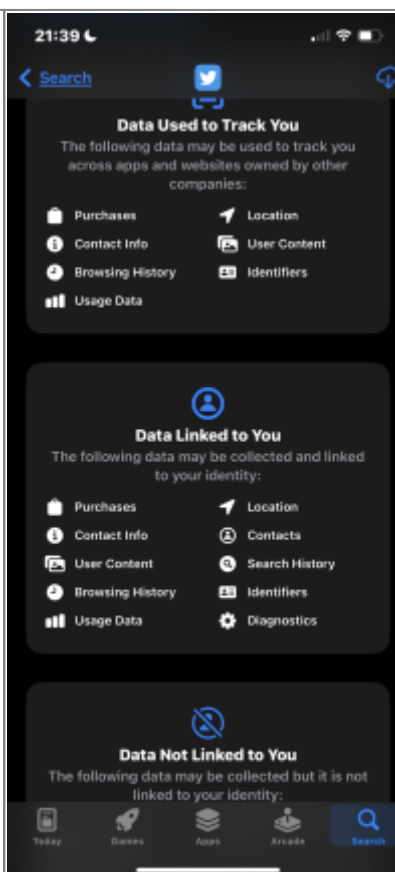 21:39
Search
Data Used to Track You
The following data may be used to track you
across apps and websites owned by other
companies:
Purchases
Location
Contact Info
User Content
Browsing History
Identifiers
Usage Data
Data Linked to You
The following data may be collected and linked
to your identity:
Purchases
Location
Contact Info
Contacts
User Content
Search History
Browsing History
Identifiers
Usage Data
Diagnostics
Data Not Linked to You
The following data may be collected but it is not
linked to your identity:
Today
Games
Apps
Arcade
Search